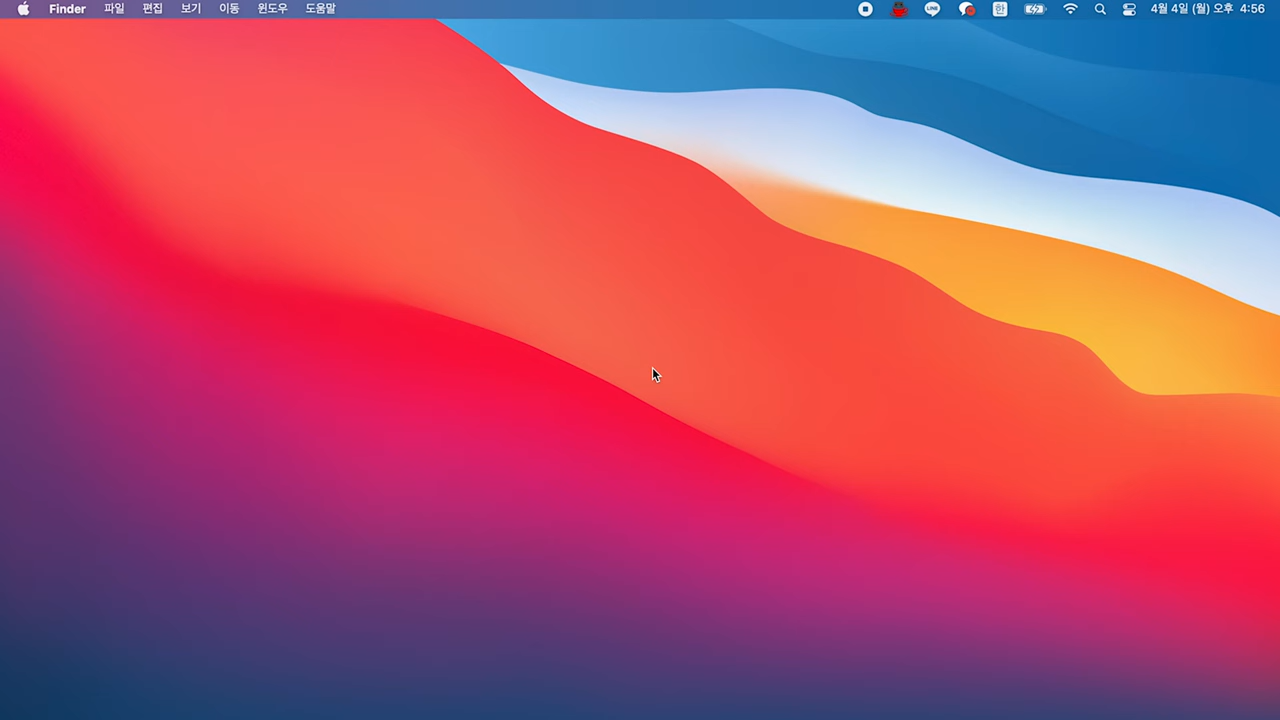 Finder 파일 편집 보기 이동 윈도우 도움말 LINE 한 4월 4일 (월) 오후 4:56